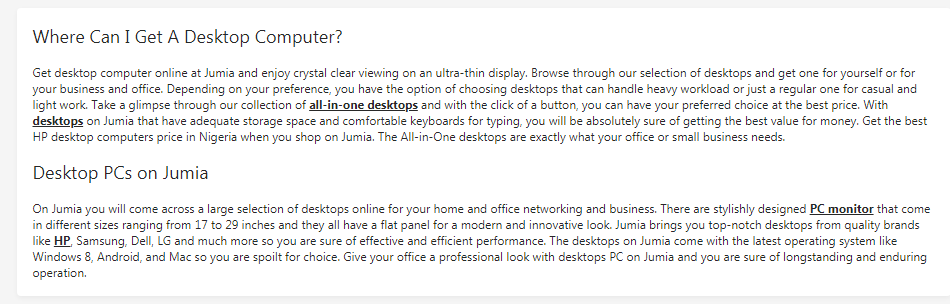 Where Can I Get A Desktop Computer?
Get desktop computer online at Jumia and enjoy crystal clear viewing on an ultra-thin display. Browse through our selection of desktops and get one for yourself or for
your business and office. Depending on your preference, you have the option of choosing desktops that can handle heavy workload or just a regular one for casual and
light work. Take a glimpse through our collection of all-in-one desktops and with the click of a button, you can have your preferred choice at the best price. With
desktops on Jumia that have adequate storage space and comfortable keyboards for typing, you will be absolutely sure of getting the best value for money. Get the best
HP desktop computers price in Nigeria when you shop on Jumia. The All-in-One desktops are exactly what your office or small business needs.
Desktop PCs on Jumia
On Jumia you will come across a large selection of desktops online for your home and office networking and business. There are stylishly designed PC monitor that come
in different sizes ranging from 17 to 29 inches and they all have a flat panel for a modern and innovative look. Jumia brings you top-notch desktops from quality brands
like HP, Samsung, Dell, LG and much more so you are sure of effective and efficient performance. The desktops on Jumia come with the latest operating system like
Windows 8, Android, and Mac so you are spoilt for choice. Give your office a professional look with desktops PC on Jumia and you are sure of longstanding and enduring
operation.